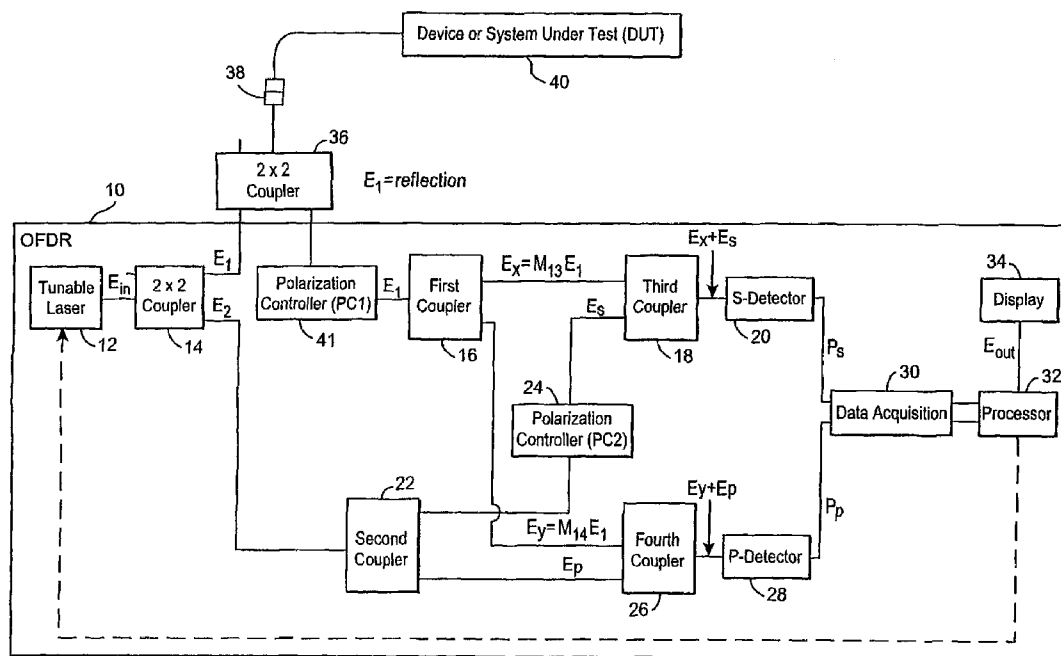 Device or System Under Test (DUT)
40
38
36
2 x 2
Coupler
E₁=reflection
10
OFDR
Tunable
Laser
12
Eᵢₙ
2 x 2
Coupler
14
E₁
E₂
Polarization
Controller (PC1)
41
E₁
First
Coupler
16
Eₓ=M₁₃E₁
Eₛ
Third
Coupler
18
Eₓ+Eₛ
S-Detector
20
Pₛ
34
Display
Eₒᵤₜ
30
Data Acquisition
32
Processor
24
Polarization
Controller (PC2)
22
Second
Coupler
Ey=M₁₄E₁
Eₚ
Fourth
Coupler
26
Ey+Eₚ
P-Detector
28
Pₚ